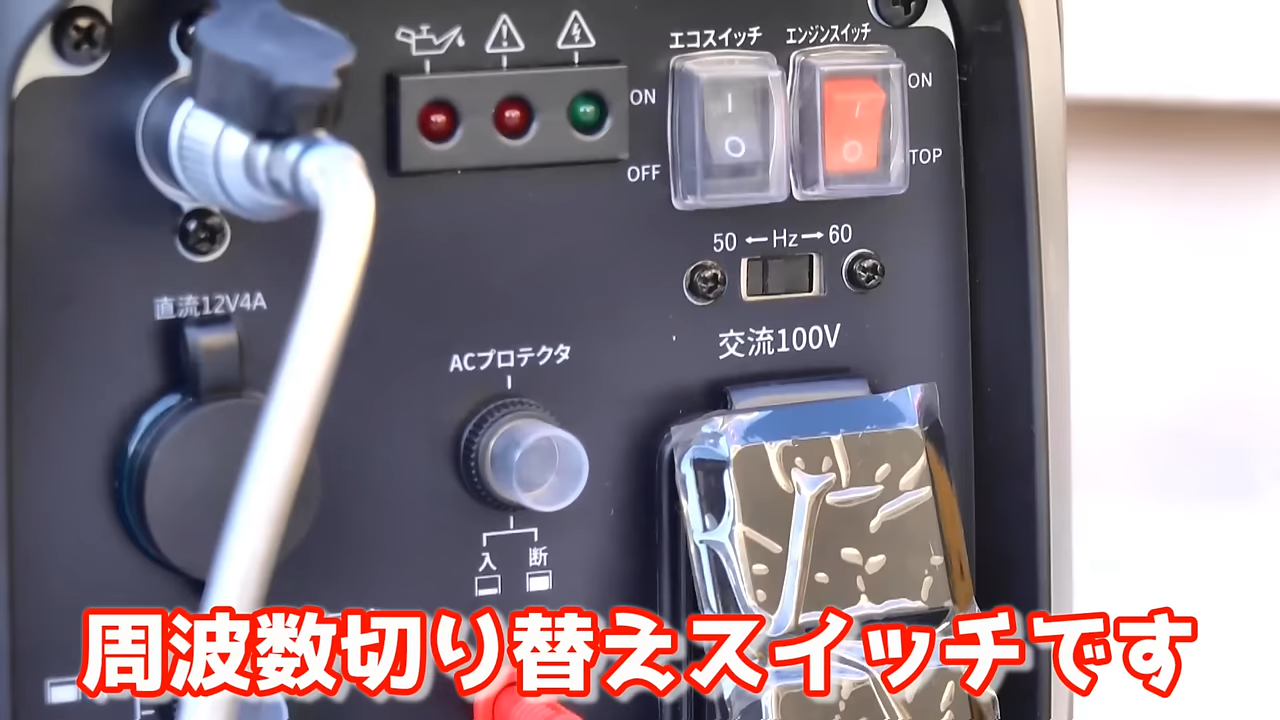 エコスイッチ
エンジンスイッチ
ON
OFF
ON
TOP
50 ←Hz→ 60
直流12V4A
交流100V
ACプロテクタ
入 断
周波数切り替えスイッチです